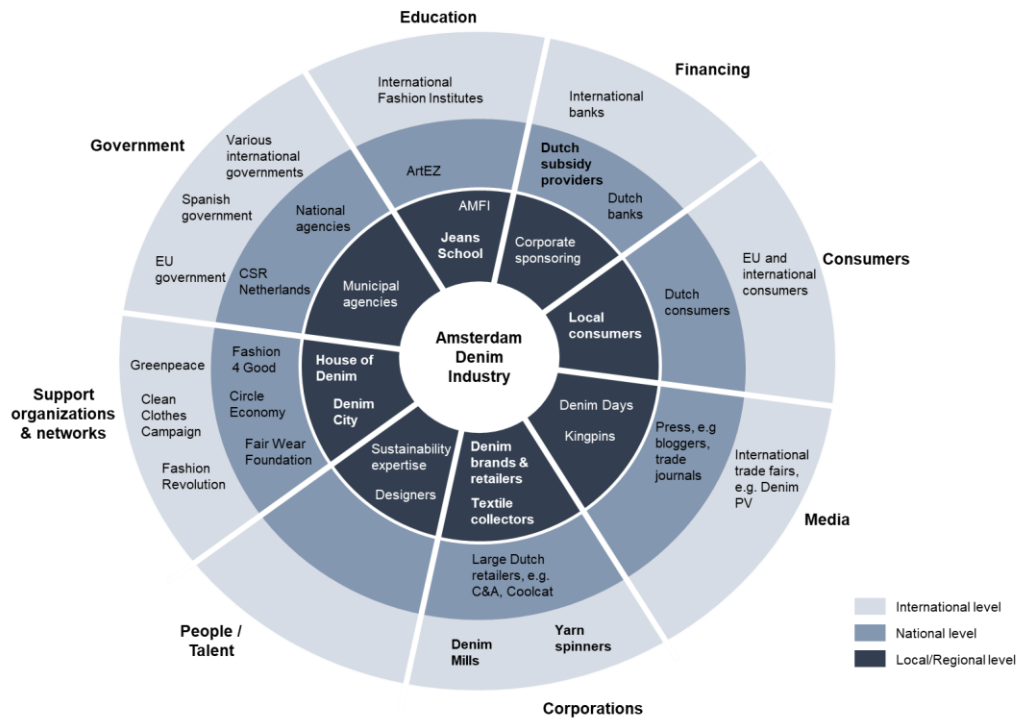 Education
Financing
Government
Consumers
Support
organizations
& networks
Media
People /
Talent
Corporations
International
Fashion Institutes
ArtEZ
AMFI
Jeans
School
International
banks
Dutch
subsidy
providers
Dutch
banks
Corporate
sponsoring
Various
international
governments
Spanish
government
EU
government
National
agencies
CSR
Netherlands
Municipal
agencies
EU and
international
consumers
Dutch
consumers
Local
consumers
Amsterdam
Denim
Industry
Greenpeace
Clean
Clothes
Campaign
Fashion
Revolution
Fashion
4 Good
Circle
Economy
Fair Wear
Foundation
House of
Denim
Denim
City
Denim Days
Kingpins
Press, e.g
bloggers,
trade
journals
International
trade fairs,
e.g. Denim
PV
Sustainability
expertise
Designers
Denim
brands &
retailers
Textile
collectors
Large Dutch
retailers, e.g.
C&A, Coolcat
Denim
Mills
Yarn
spinners
International level
National level
Local/Regional level